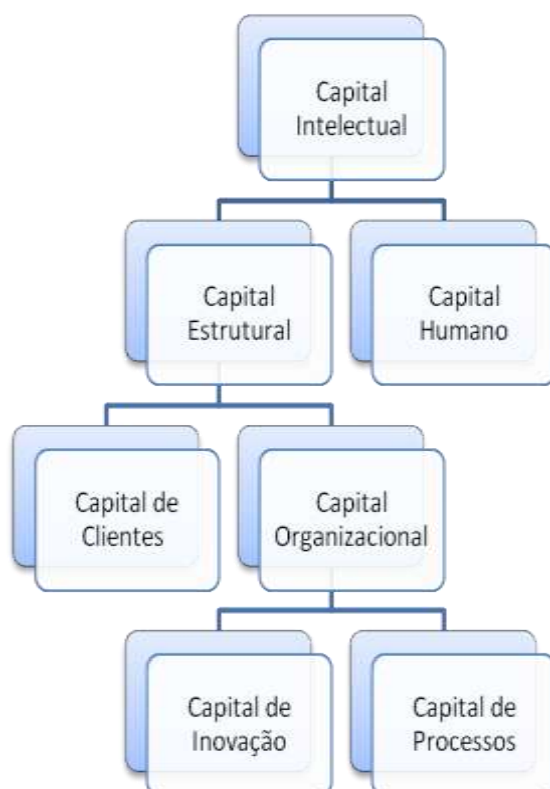 Capital
Intelectual
Capital
Estrutural
Capital
Humano
Capital de
Clientes
Capital
Organizacional
Capital de
Inovação
Capital de
Processos